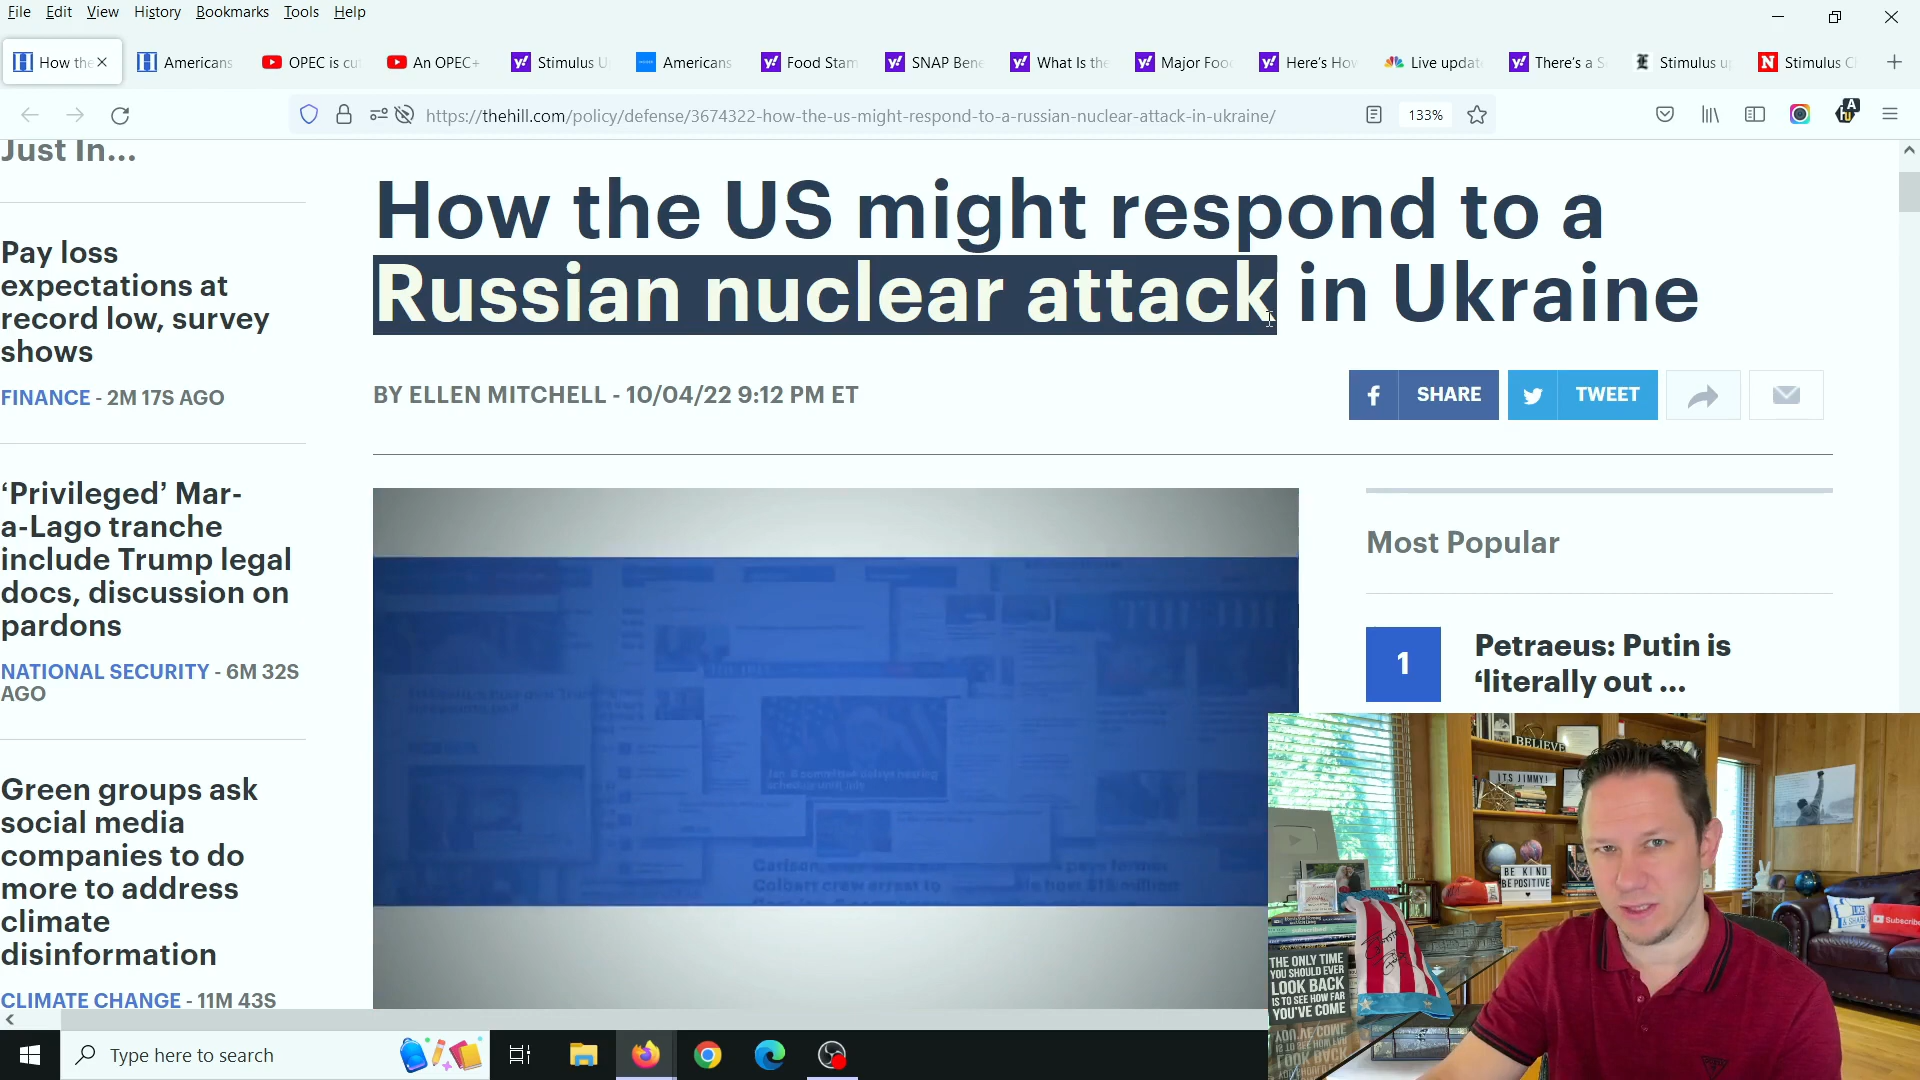 File Edit View History Bookmarks Tools Help
How the
Americans
OPEC is cu
An OPEC+
Stimulus U
Americans
Food Stam
SNAP Bene
What Is the
Major Foo
Here's How
Live updat
There's a S
Stimulus u
Stimulus C
https://thehill.com/policy/defense/3674322-how-the-us-might-respond-to-a-russian-nuclear-attack-in-ukraine/
133%
Just In...
Pay loss
expectations at
record low, survey
shows
FINANCE - 2M 17S AGO
‘Privileged’ Mar-
a-Lago tranche
include Trump legal
docs, discussion on
pardons
NATIONAL SECURITY - 6M 32S
AGO
Green groups ask
social media
companies to do
more to address
climate
disinformation
CLIMATE CHANGE - 11M 43S
How the US might respond to a
Russian nuclear attack in Ukraine
BY ELLEN MITCHELL - 10/04/22 9:12 PM ET
SHARE
TWEET
Most Popular
1
Petraeus: Putin is
‘literally out ...
BELIEVE
ITS JIMMY!
BE KIND
BE POSITIVE
THE ONLY TIME
YOU SHOULD EVER
LOOK BACK
IS TO SEE HOW FAR
YOU'VE COME
LIKE
& SHARE
Subscribe
Type here to search